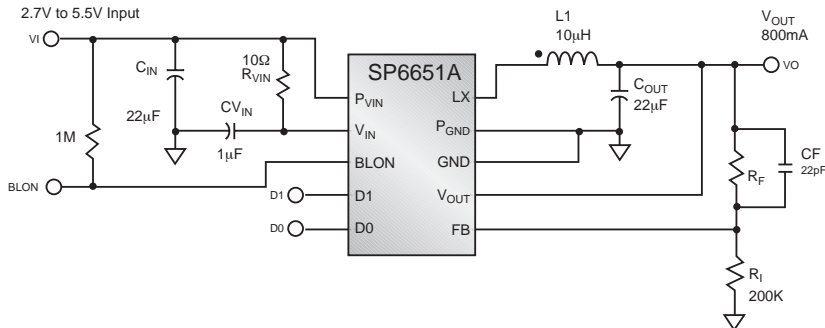 2.7V to 5.5V Input
VI
CIN
22μF
10Ω
RVIN
CVIN
1μF
1M
BLON
D1
D0
SP6651A
PVIN
VIN
BLON
D1
D0
LX
PGND
GND
VOUT
FB
L1
10μH
COUT
22μF
VOUT
800mA
VO
CF
22pF
RF
RI
200K